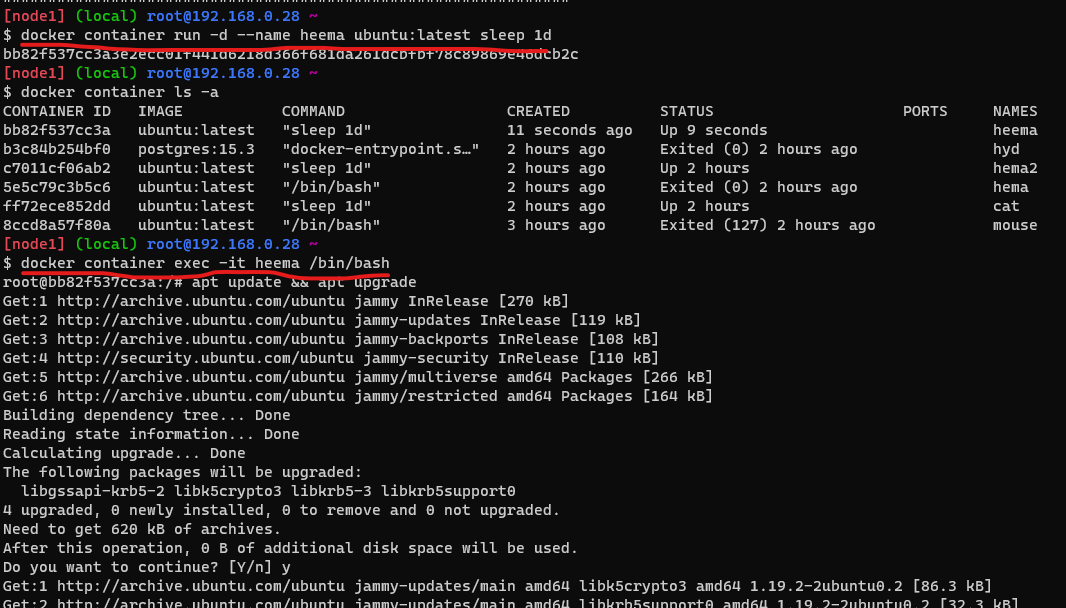 [node1] (local) root@192.168.0.28 ~
$ docker container run -d --name heema ubuntu:latest sleep 1d
[node1] (local) root@192.168.0.28 ~
$ docker container ls -a
CONTAINER ID   IMAGE           COMMAND                  CREATED          STATUS                     PORTS     NAMES
bb82f537cc3a   ubuntu:latest   "sleep 1d"               11 seconds ago   Up 9 seconds                         heema
b3c84b254bf0   postgres:15.3   "docker-entrypoint.s…"   2 hours ago      Exited (0) 2 hours ago               hyd
c7011cf06ab2   ubuntu:latest   "sleep 1d"               2 hours ago      Up 2 hours                           hema2
5e5c79c3b5c6   ubuntu:latest   "/bin/bash"              2 hours ago      Exited (0) 2 hours ago               hema
ff72ece852dd   ubuntu:latest   "sleep 1d"               2 hours ago      Up 2 hours                           cat
8ccd8a57f80a   ubuntu:latest   "/bin/bash"              3 hours ago      Exited (127) 2 hours ago             mouse
[node1] (local) root@192.168.0.28 ~
$ docker container exec -it heema /bin/bash
root@bb82f537cc3a:/# apt update && apt upgrade
Get:1 http://archive.ubuntu.com/ubuntu jammy InRelease [270 kB]
Get:2 http://archive.ubuntu.com/ubuntu jammy-updates InRelease [119 kB]
Get:3 http://archive.ubuntu.com/ubuntu jammy-backports InRelease [108 kB]
Get:4 http://security.ubuntu.com/ubuntu jammy-security InRelease [110 kB]
Get:5 http://archive.ubuntu.com/ubuntu jammy/multiverse amd64 Packages [266 kB]
Get:6 http://archive.ubuntu.com/ubuntu jammy/restricted amd64 Packages [164 kB]
Building dependency tree... Done
Reading state information... Done
Calculating upgrade... Done
The following packages will be upgraded:
  libgssapi-krb5-2 libk5crypto3 libkrb5-3 libkrb5support0
4 upgraded, 0 newly installed, 0 to remove and 0 not upgraded.
Need to get 620 kB of archives.
After this operation, 0 B of additional disk space will be used.
Do you want to continue? [Y/n] y
Get:1 http://archive.ubuntu.com/ubuntu jammy-updates/main amd64 libk5crypto3 amd64 1.19.2-2ubuntu0.2 [86.3 kB]
Get:2 http://archive.ubuntu.com/ubuntu jammy-updates/main amd64 libkrb5support0 amd64 1.19.2-2ubuntu0.2 [32.3 kB]